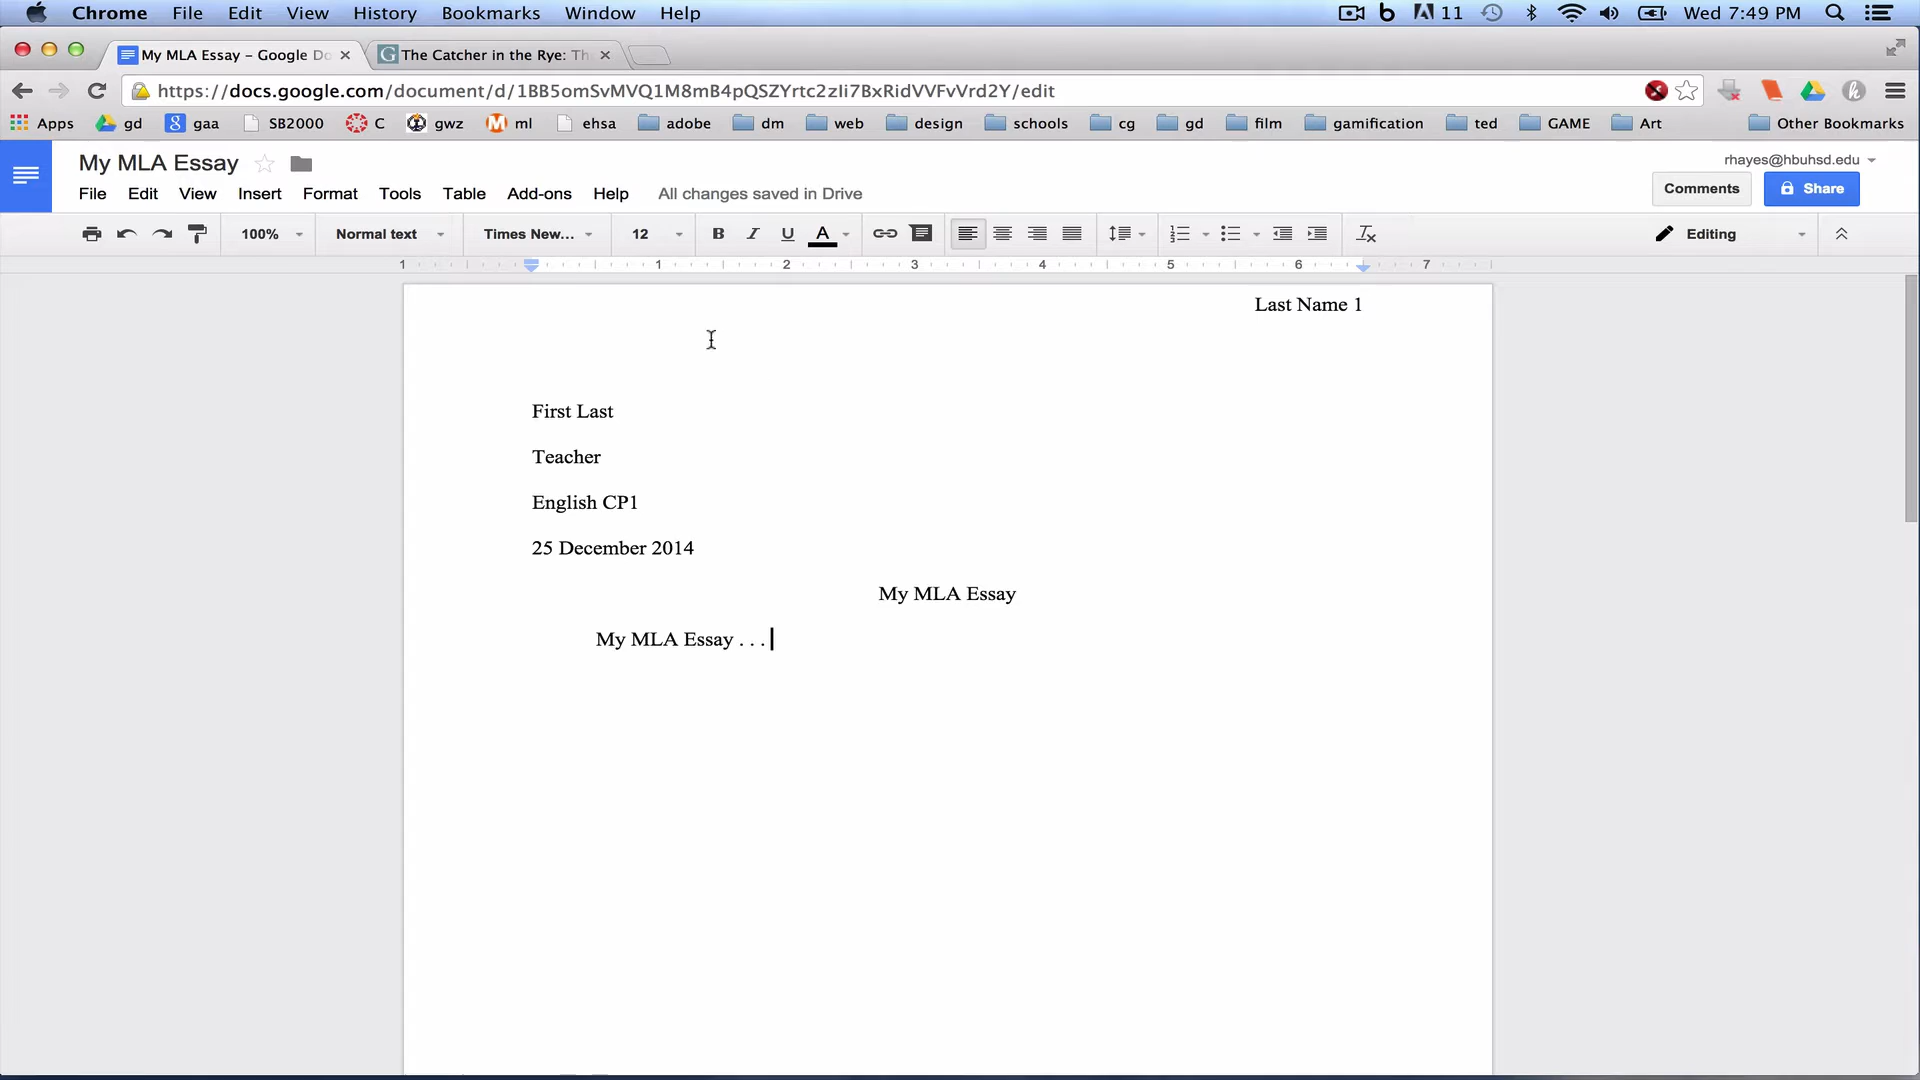 Chrome File Edit View History Bookmarks Window Help b 11 Wed 7:49 PM
My MLA Essay – Google Do The Catcher in the Rye: Th
https://docs.google.com/document/d/1BB5omSvMVQ1M8mB4pQSZYrtc2zIi7BxRidVVFvVrd2Y/edit
Apps gd gaa SB2000 C gwz ml ehsa adobe dm web design schools cg gd film gamification ted GAME Art Other Bookmarks
My MLA Essay rhayes@hbuhsd.edu
File Edit View Insert Format Tools Table Add-ons Help All changes saved in Drive Comments Share
100% Normal text Times New... 12 B I U A Editing
1 1 2 3 4 5 6 7
Last Name 1
First Last
Teacher
English CP1
25 December 2014
My MLA Essay
My MLA Essay . . .